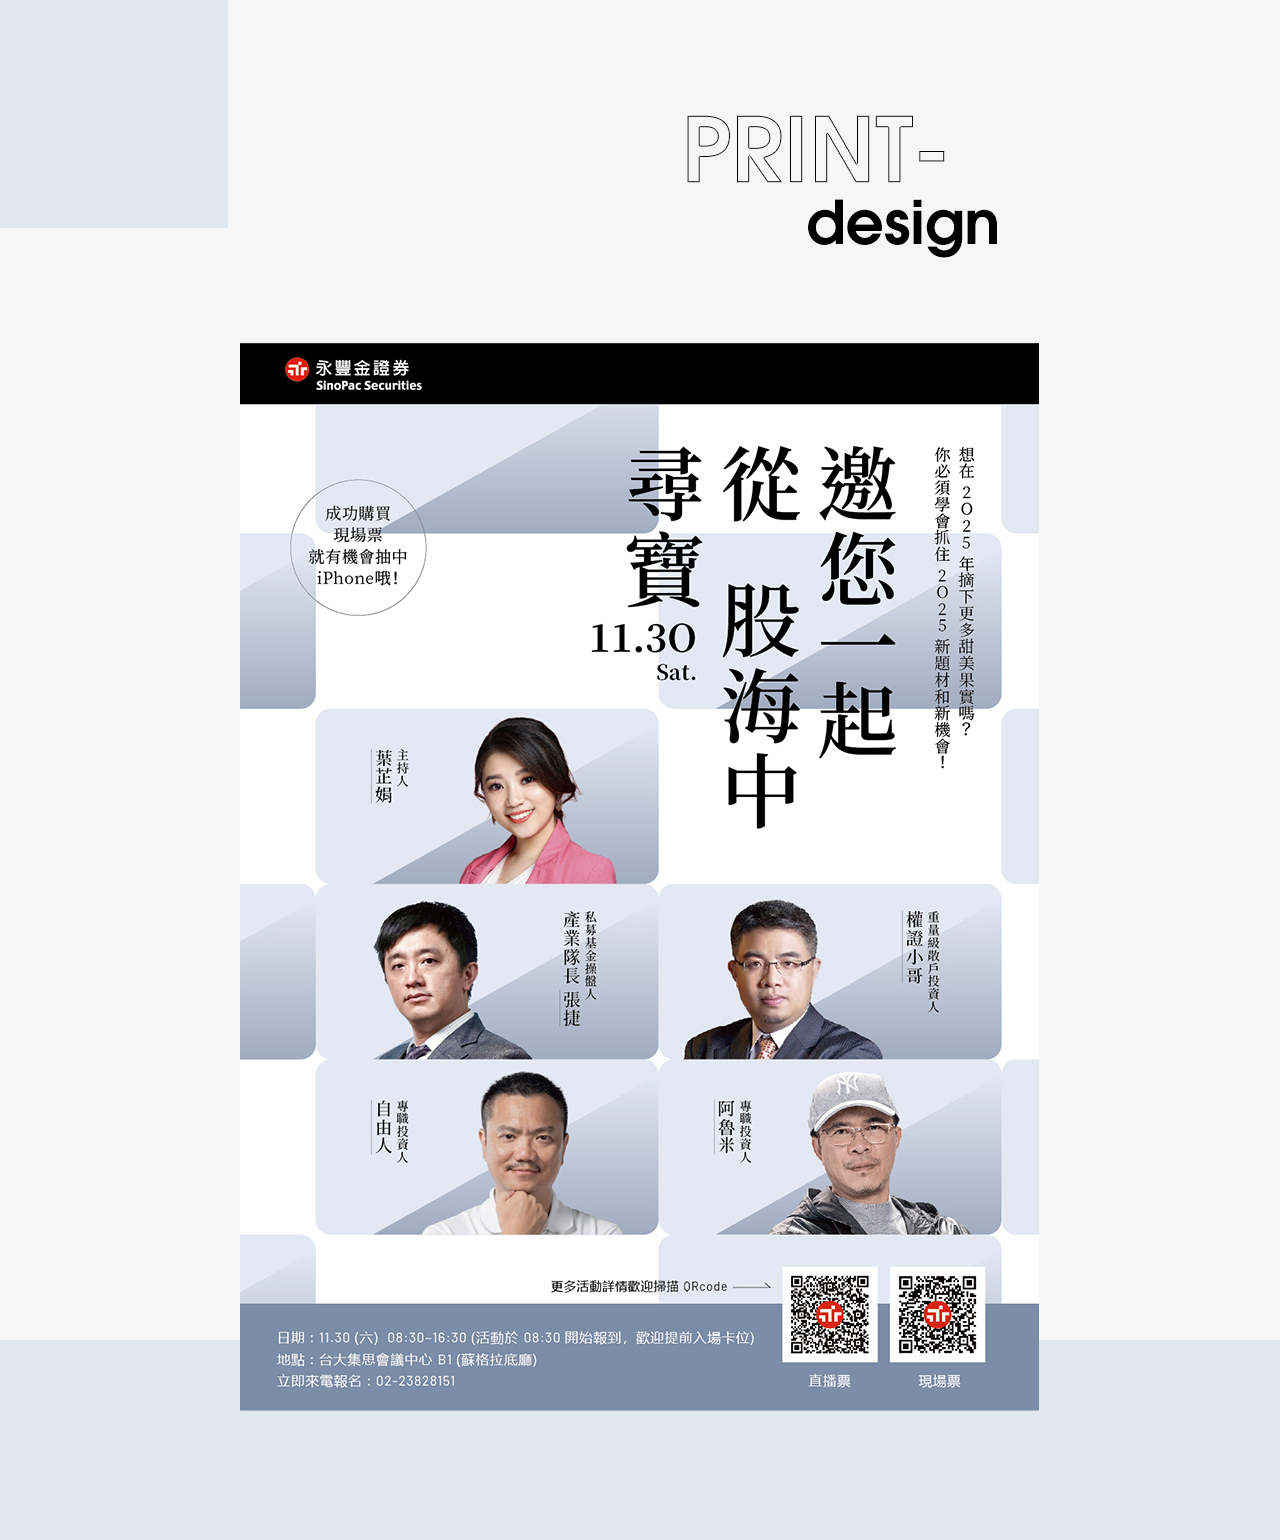 PRINT-
design
永豐金證券
SinoPac Securities
想在 2025 年摘下更多甜美果實嗎?
你必須學會抓住 2025 新題材和新機會!
邀您一起
從 股海中
尋寶
11.30
Sat.
成功購買
現場票
就有機會抽中
iPhone哦!
主持人
葉芷娟
私募基金操盤人
產業隊長 張捷
重量級散戶投資人
權證小哥
專職投資人
自由人
專職投資人
阿魯米
更多活動詳情歡迎掃描 QRcode
日期：11.30 (六) 08:30~16:30 (活動於 08:30 開始報到，歡迎提前入場卡位)
地點：台大集思會議中心 B1 (蘇格拉底廳)
立即來電報名：02-23828151
直播票
現場票